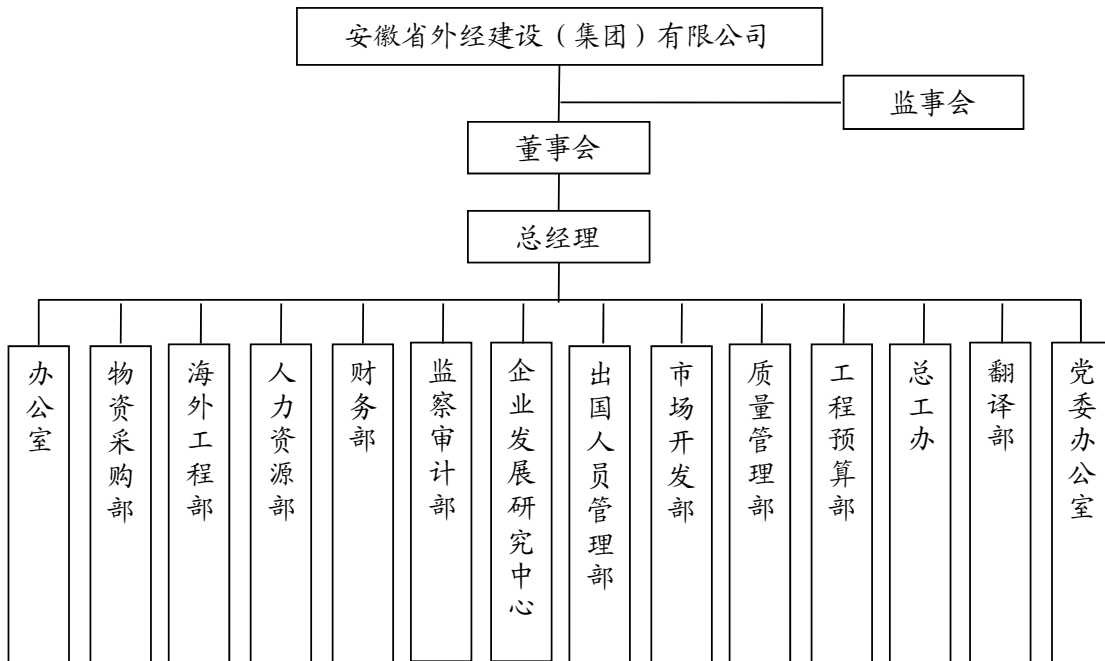 安徽省外经建设（集团）有限公司
监事会
董事会
总经理
办公室
物资采购部
海外工程部
人力资源部
财务部
监察审计部
企业发展研究中心
出国人员管理部
市场开发部
质量管理部
工程预算部
总工办
翻译部
党委办公室